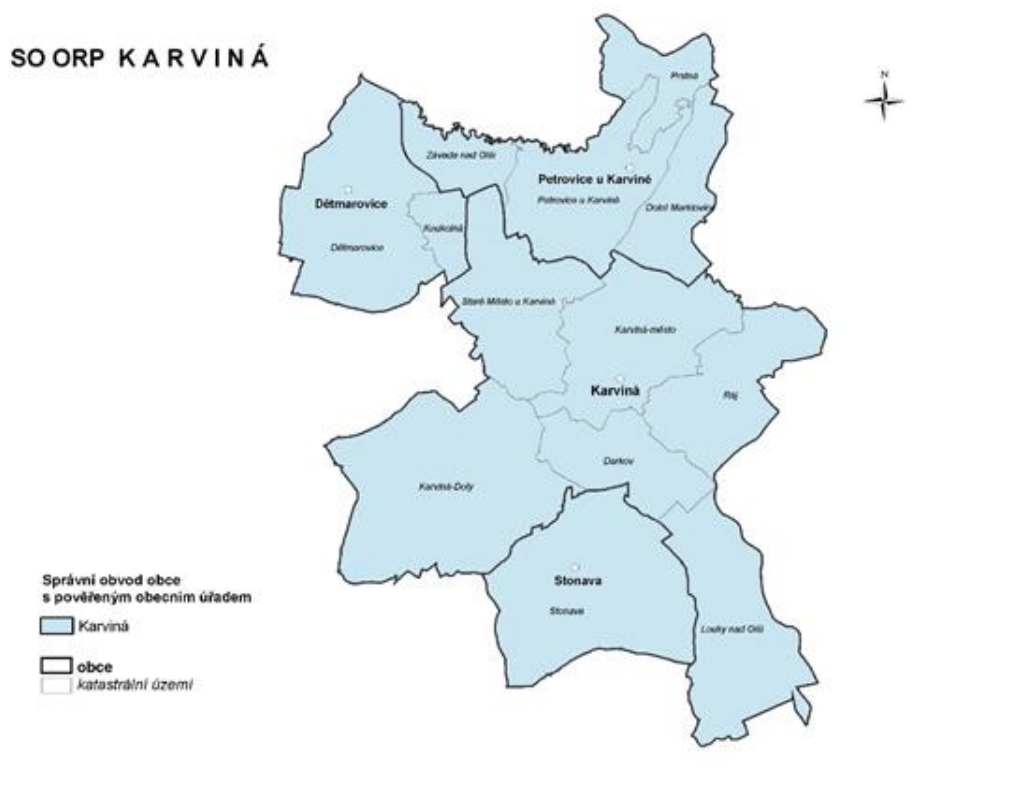 SO ORP K A R V I N Á
N
Prstná
Závada nad Olší
Petrovice u Karviné
Petrovice u Karviné
Dolní Marklovice
Dětmarovice
Dětmarovice
Koukolná
Staré Město u Karviné
Karviná-město
Karviná
Ráj
Darkov
Karviná-Doly
Stonava
Stonava
Louky nad Olší
Správní obvod obce
s pověřeným obecním úřadem
Karviná
obce
katastrální území